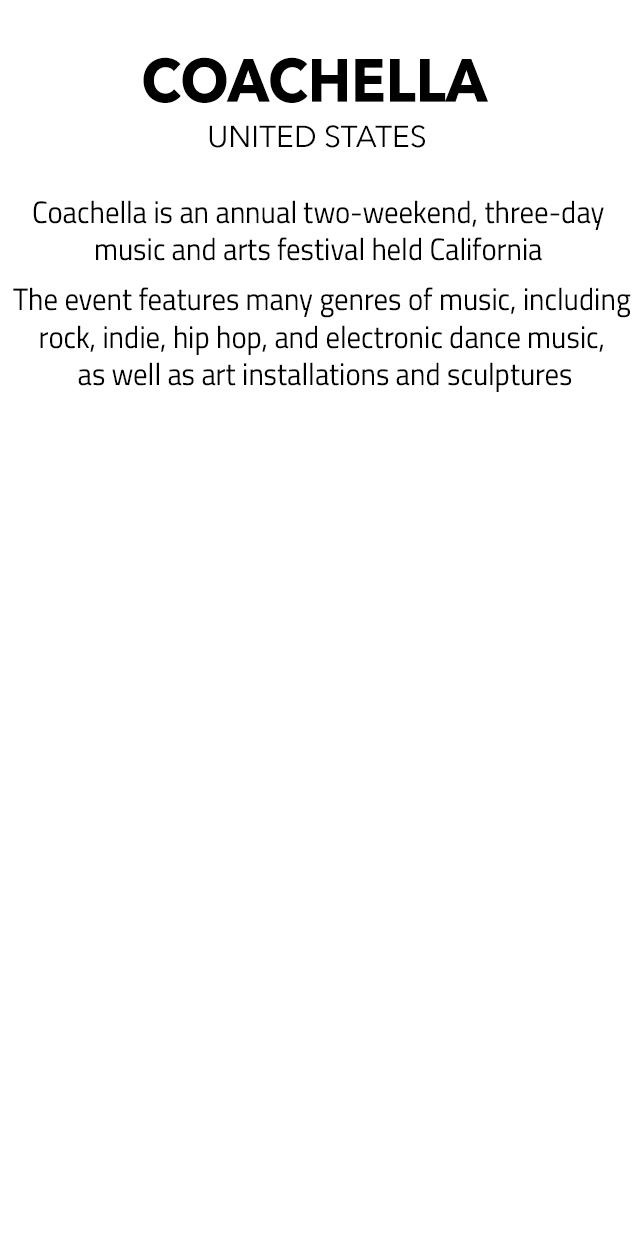 COACHELLA
UNITED STATES
Coachella is an annual two-weekend, three-day
music and arts festival held California
The event features many genres of music, including
rock, indie, hip hop, and electronic dance music,
as well as art installations and sculptures